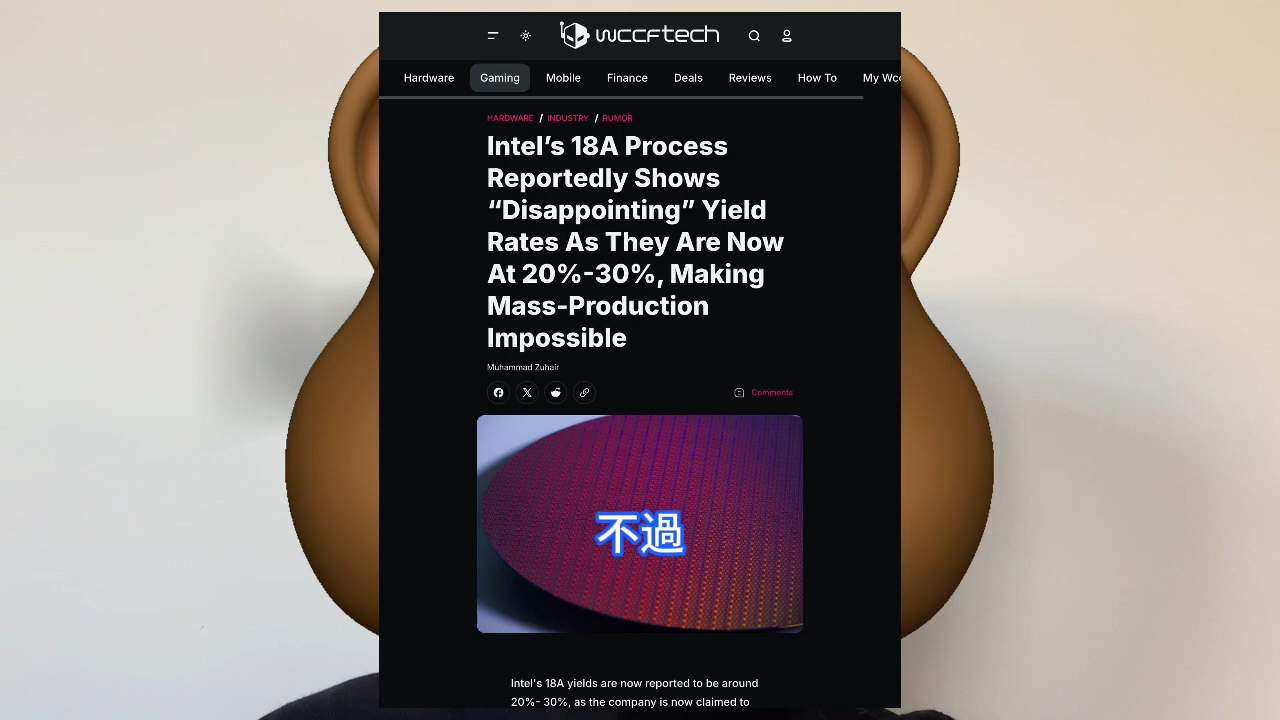 wccftech
Hardware Gaming Mobile Finance Deals Reviews How To My Wcc
HARDWARE / INDUSTRY / RUMOR
Intel’s 18A Process
Reportedly Shows
“Disappointing” Yield
Rates As They Are Now
At 20%-30%, Making
Mass-Production
Impossible
Muhammad Zuhair
Comments
不過
Intel's 18A yields are now reported to be around
20%- 30%, as the company is now claimed to